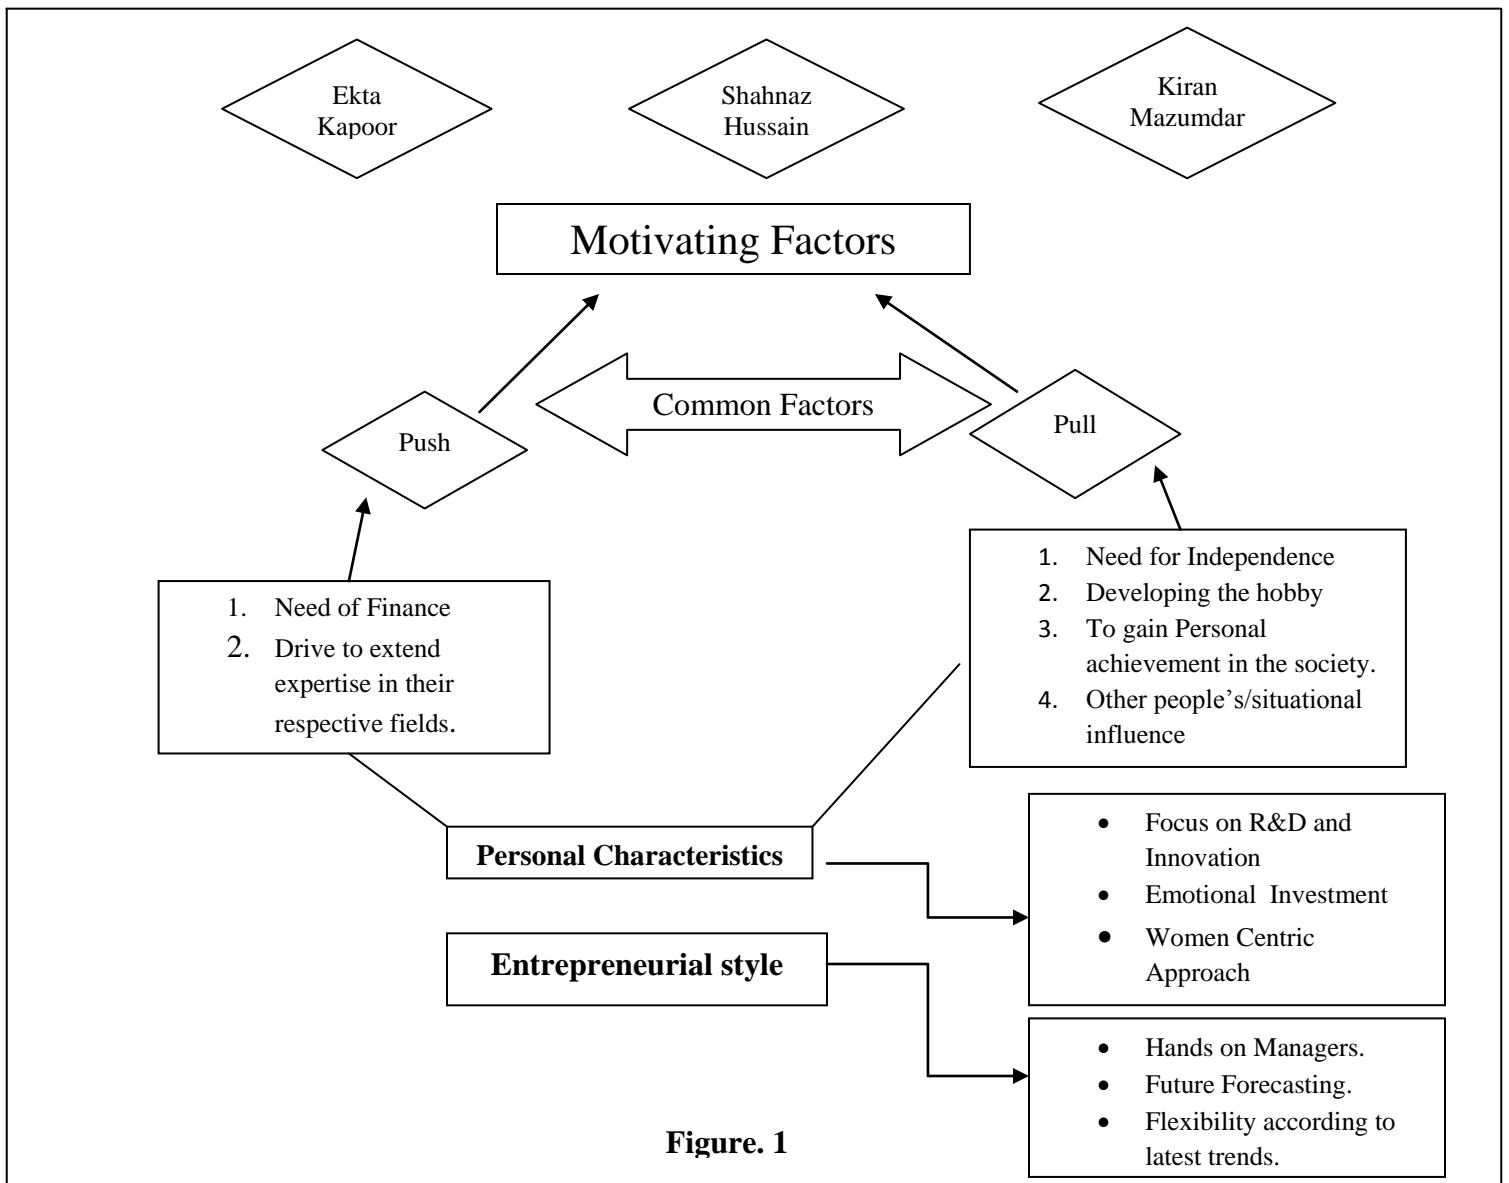 Ekta
Kapoor
Shahnaz
Hussain
Kiran
Mazumdar
Motivating Factors
Common Factors
Push
Pull
1. Need of Finance
2. Drive to extend
expertise in their
respective fields.
1. Need for Independence
2. Developing the hobby
3. To gain Personal
achievement in the society.
4. Other people’s/situational
influence
Personal Characteristics
• Focus on R&D and
Innovation
• Emotional Investment
• Women Centric
Approach
Entrepreneurial style
• Hands on Managers.
• Future Forecasting.
• Flexibility according to
latest trends.
Figure. 1